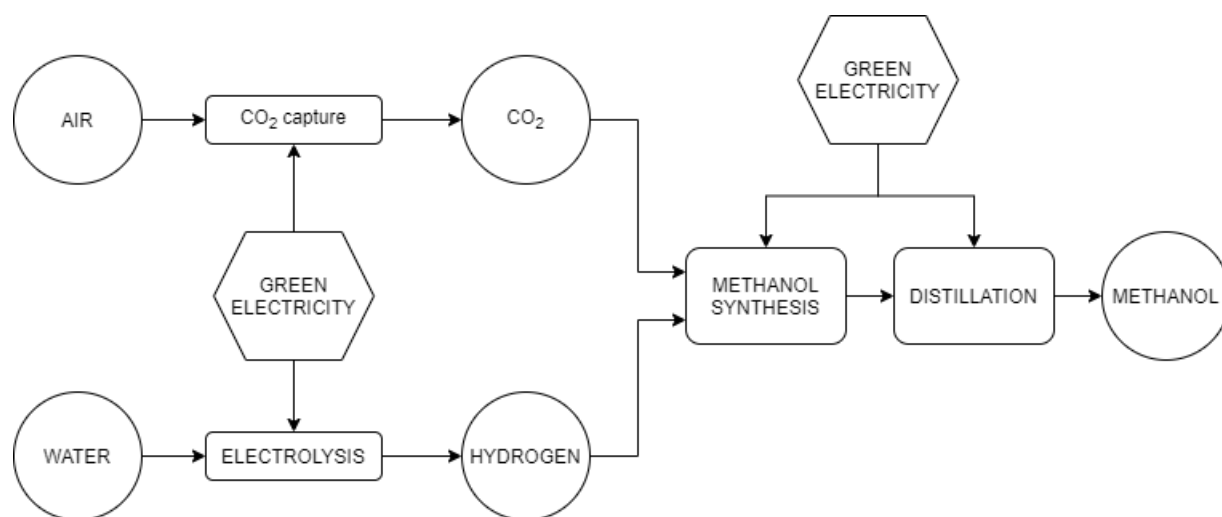 GREEN
ELECTRICITY
AIR
CO₂ capture
CO₂
GREEN
ELECTRICITY
METHANOL
SYNTHESIS
DISTILLATION
METHANOL
WATER
ELECTROLYSIS
HYDROGEN